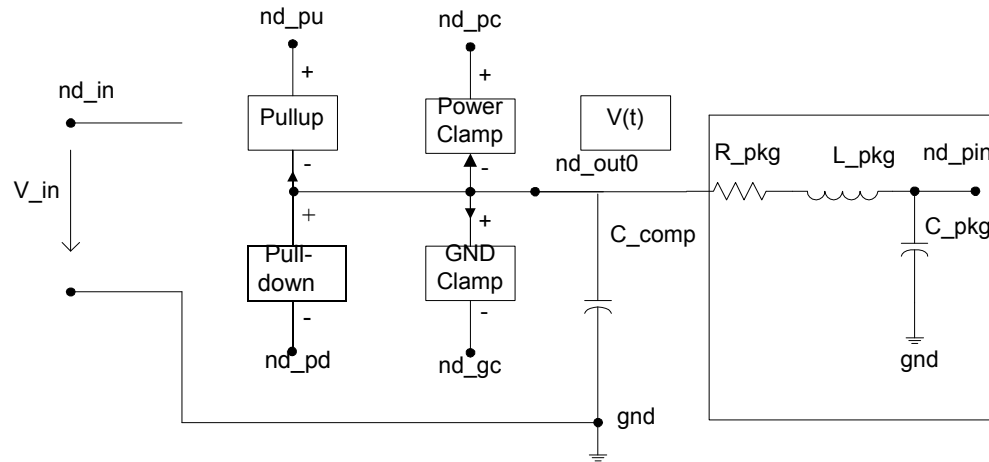 nd_pu
nd_pc
+
+
nd_in
Pullup
Power
Clamp
V(t)
-
-
nd_out0
R_pkg
L_pkg
nd_pin
V_in
+
+
C_comp
C_pkg
Pull-
down
GND
Clamp
-
-
nd_pd
nd_gc
gnd
gnd